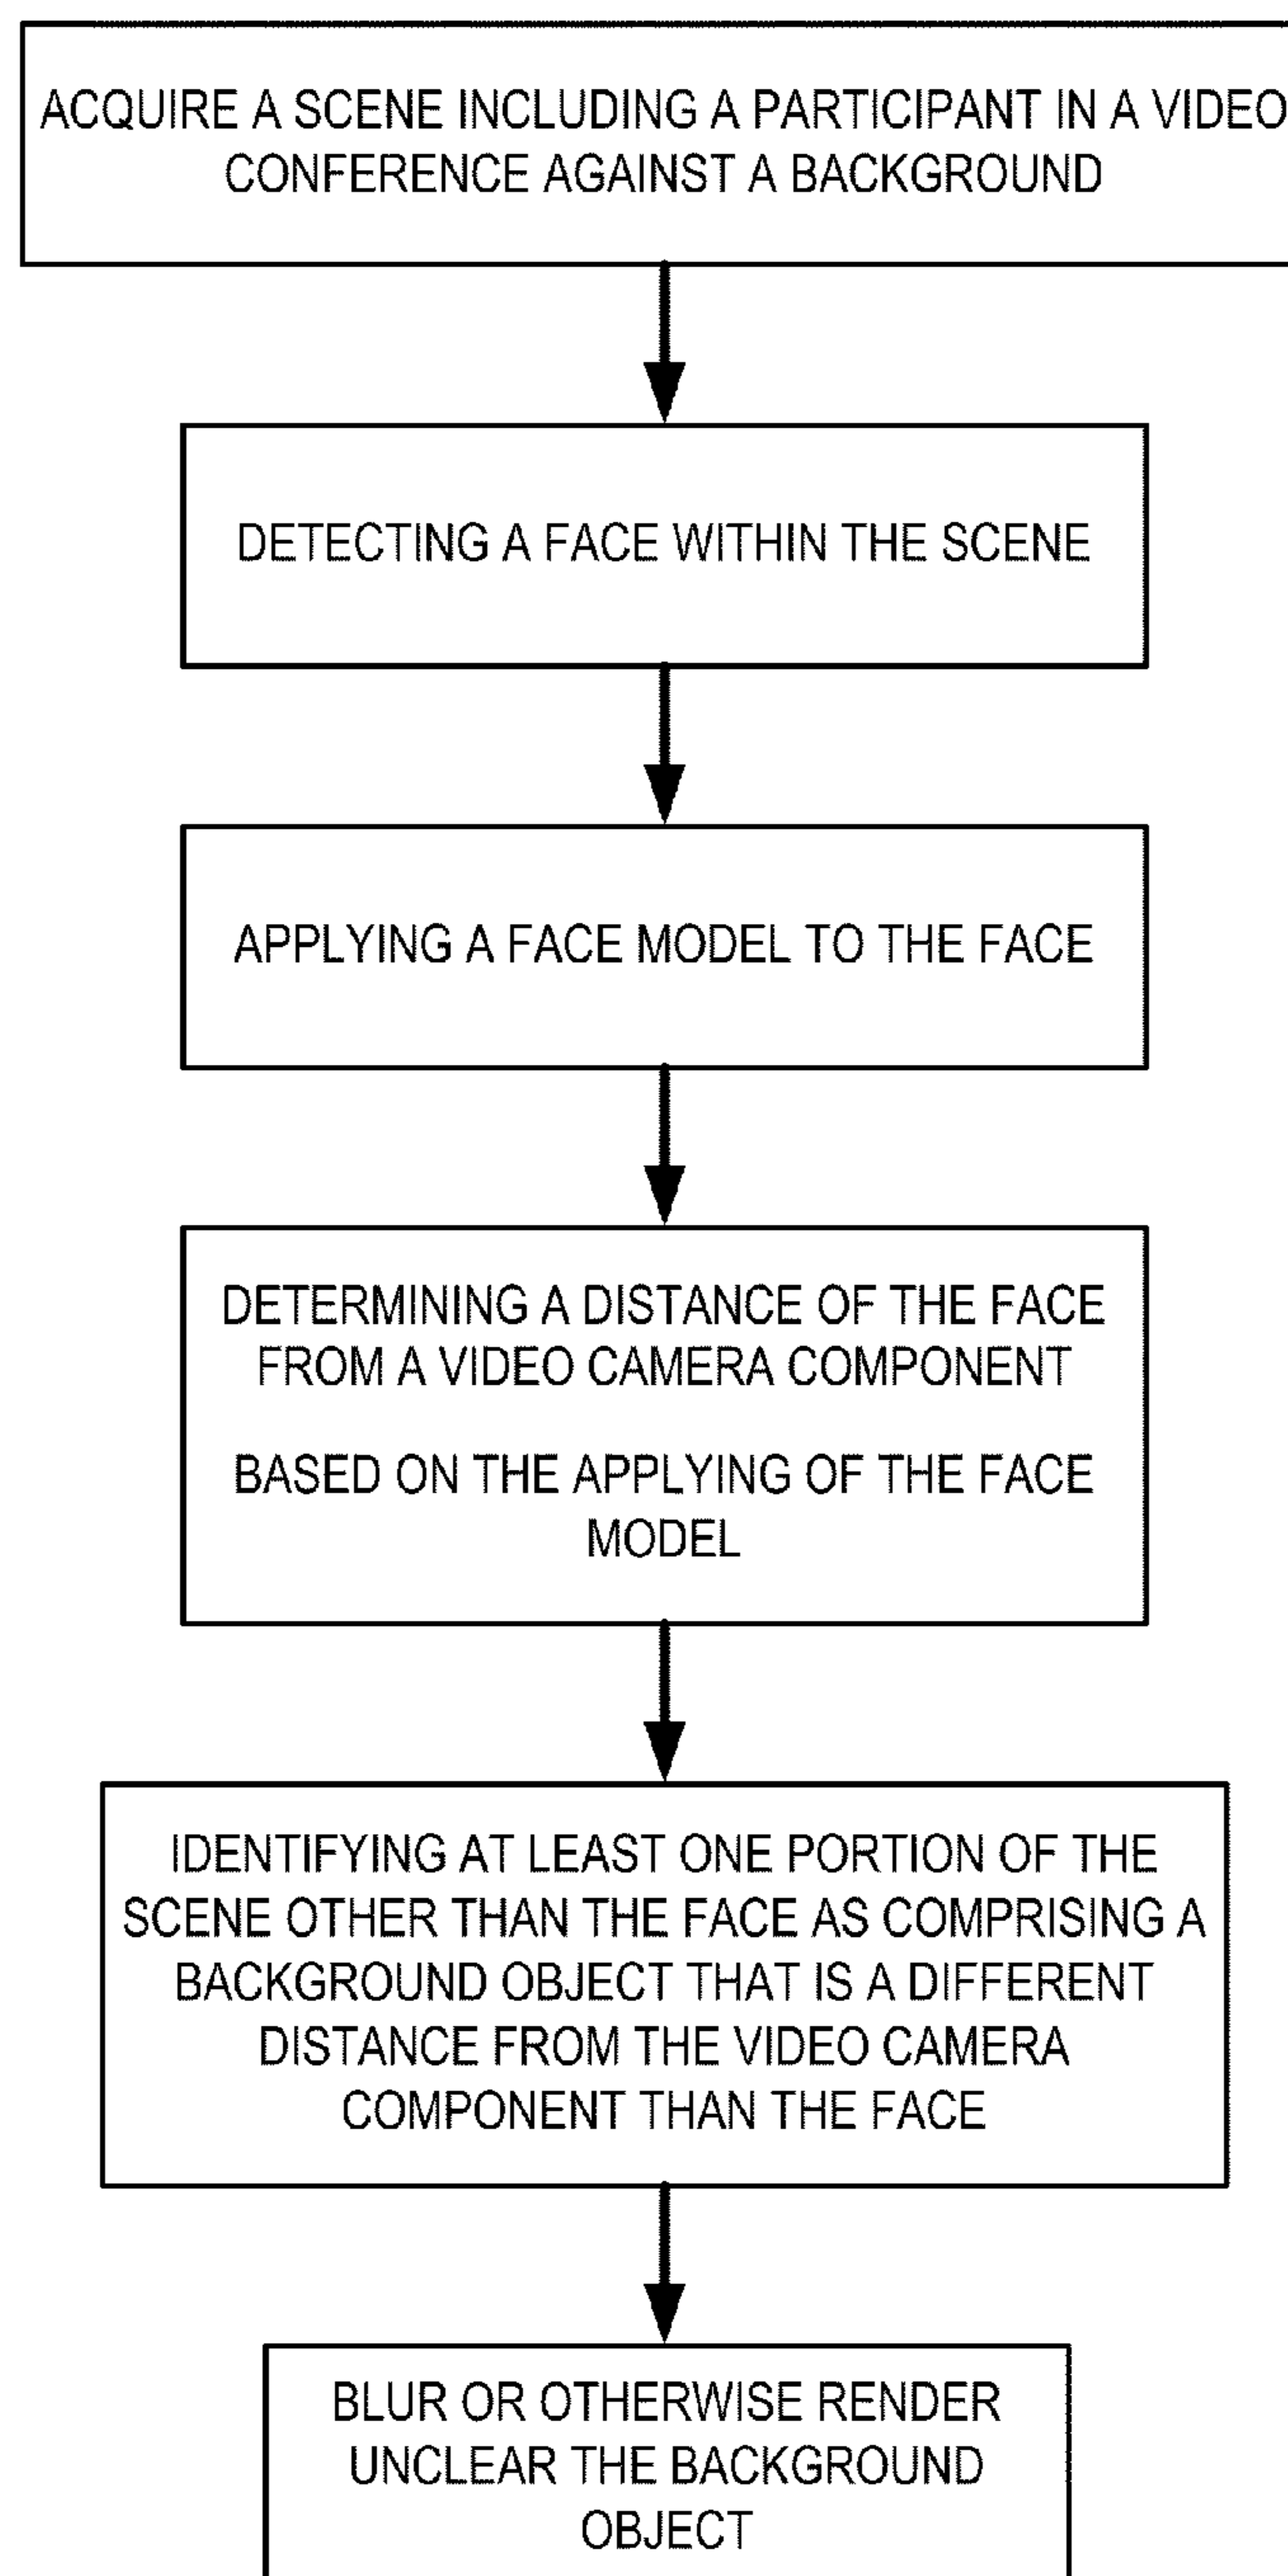 ACQUIRE A SCENE INCLUDING A PARTICIPANT IN A VIDEO
CONFERENCE AGAINST A BACKGROUND
DETECTING A FACE WITHIN THE SCENE
APPLYING A FACE MODEL TO THE FACE
DETERMINING A DISTANCE OF THE FACE
FROM A VIDEO CAMERA COMPONENT
BASED ON THE APPLYING OF THE FACE
MODEL
IDENTIFYING AT LEAST ONE PORTION OF THE
SCENE OTHER THAN THE FACE AS COMPRISING A
BACKGROUND OBJECT THAT IS A DIFFERENT
DISTANCE FROM THE VIDEO CAMERA
COMPONENT THAN THE FACE
BLUR OR OTHERWISE RENDER
UNCLEAR THE BACKGROUND
OBJECT